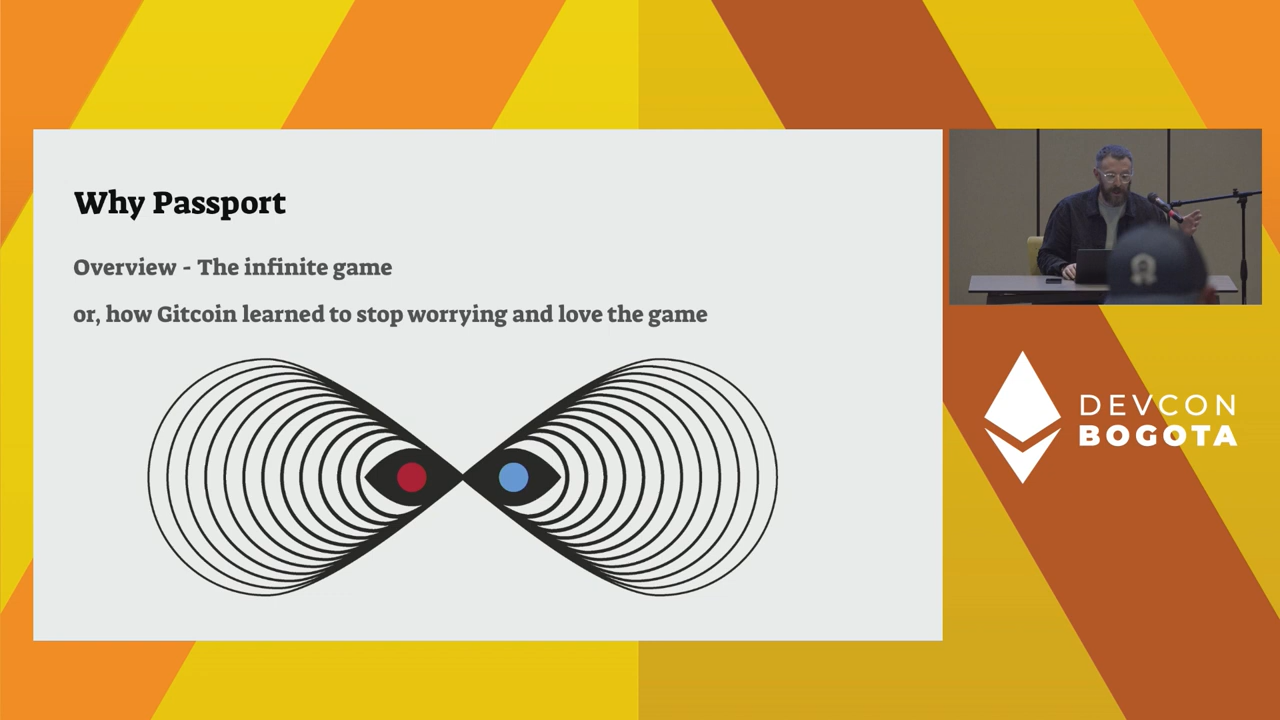 Why Passport
Overview - The infinite game
or, how Gitcoin learned to stop worrying and love the game
DEVCON
BOGOTA